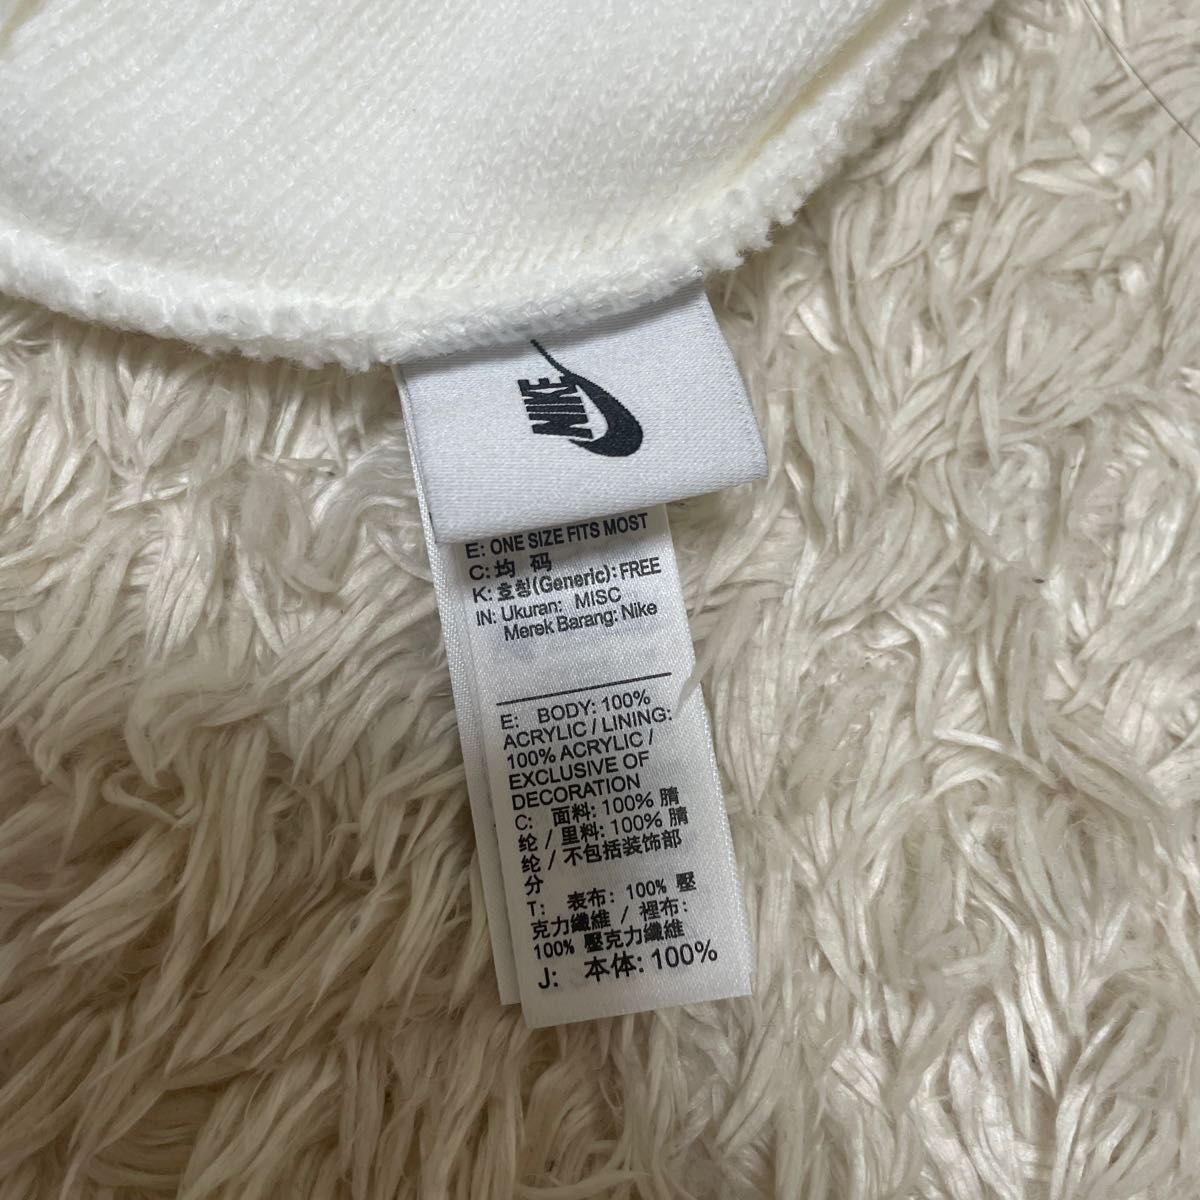 NIKE
E: ONE SIZE FITS MOST
C: 均 码
K: 호칭(Generic): FREE
IN: Ukuran: MISC
Merek Barang: Nike
E: BODY: 100%
ACRYLIC / LINING:
100% ACRYLIC /
EXCLUSIVE OF
DECORATION
C: 面料: 100% 腈
纶 / 里料: 100% 腈
纶 / 不包括装饰部
分
T: 表布: 100% 壓
克力纖維 / 裡布:
100% 壓克力纖維
J: 本体: 100%